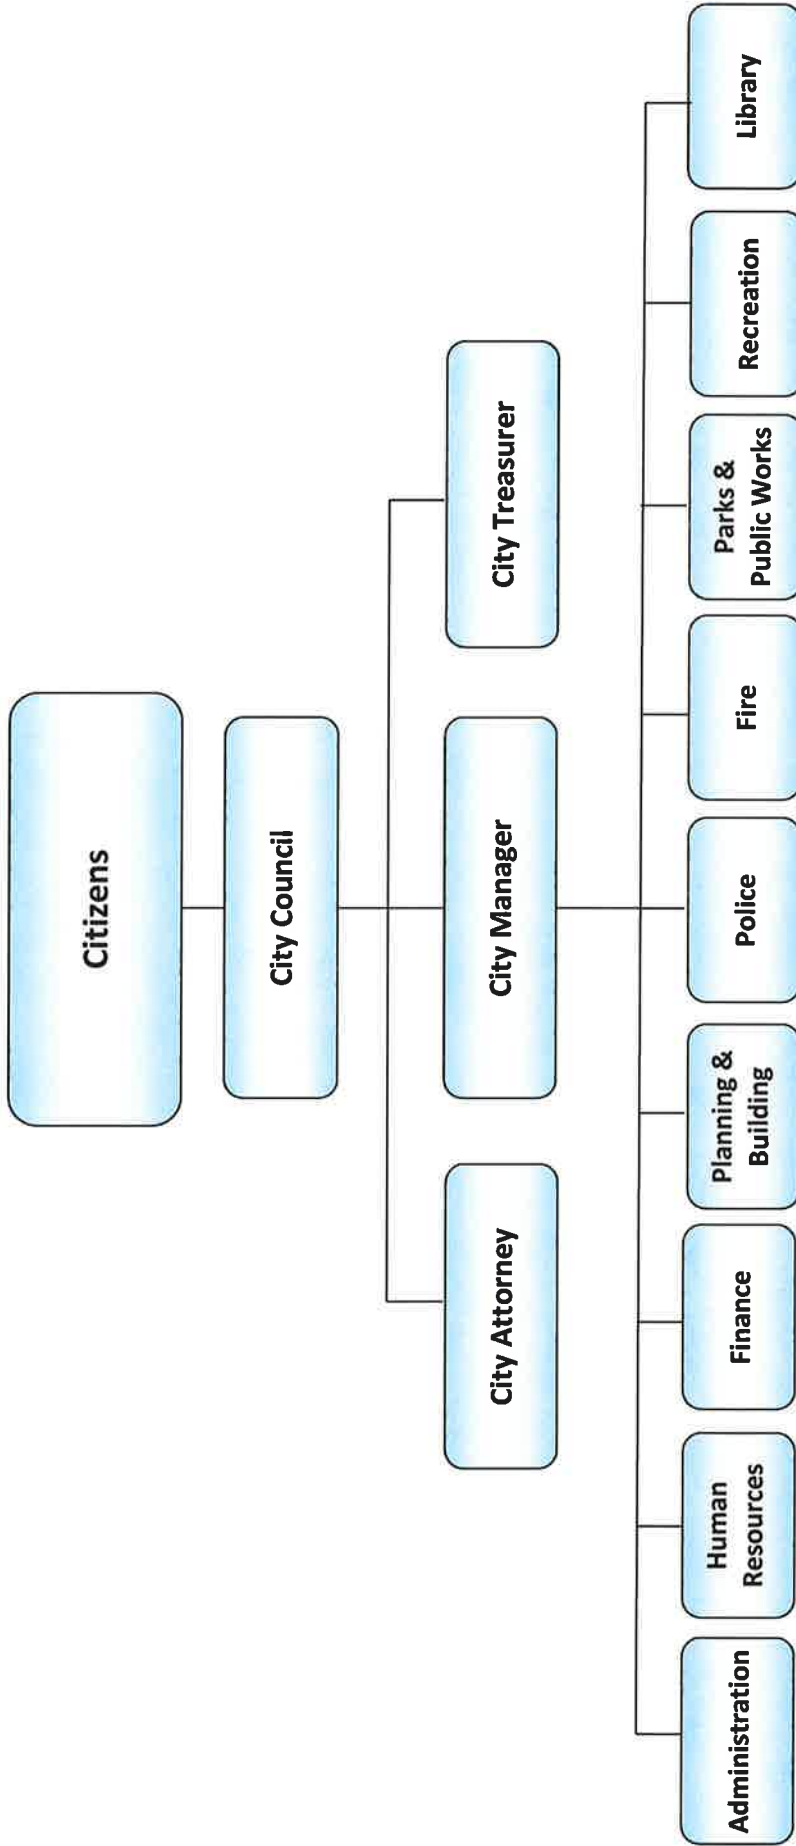 Citizens
City Council
City Attorney
City Manager
City Treasurer
Administration
Human
Resources
Finance
Planning &
Building
Police
Fire
Parks &
Public Works
Recreation
Library